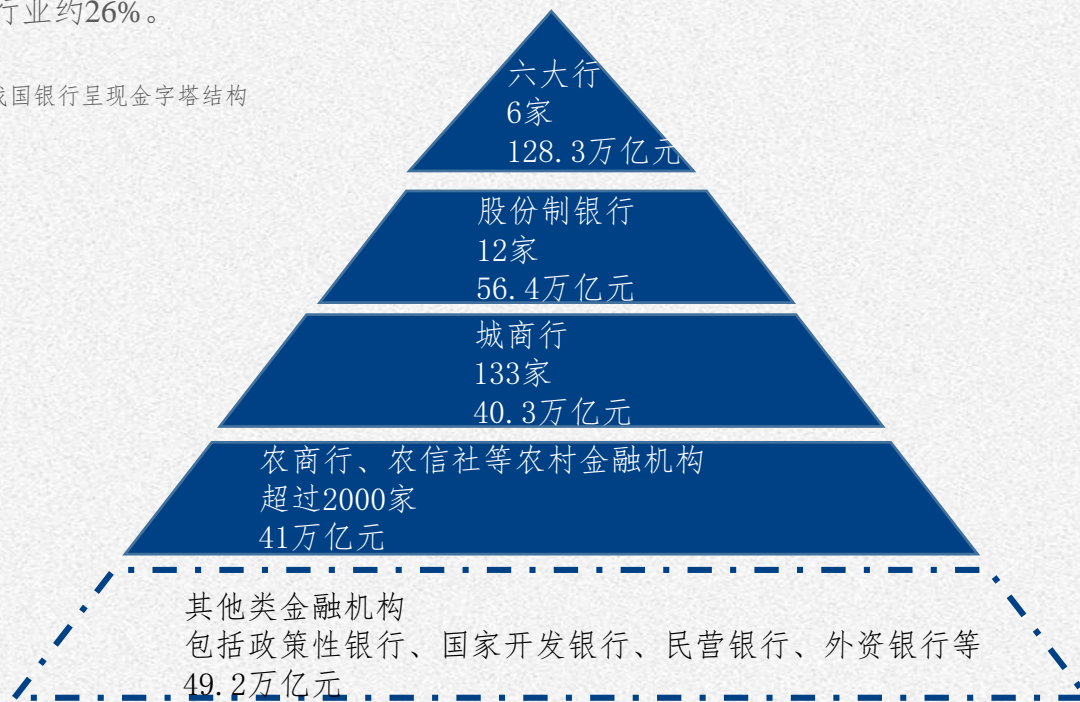 行业约26%。
我国银行呈现金字塔结构
六大行
6家
128.3万亿元
股份制银行
12家
56.4万亿元
城商行
133家
40.3万亿元
农商行、农信社等农村金融机构
超过2000家
41万亿元
其他类金融机构
包括政策性银行、国家开发银行、民营银行、外资银行等
49.2万亿元